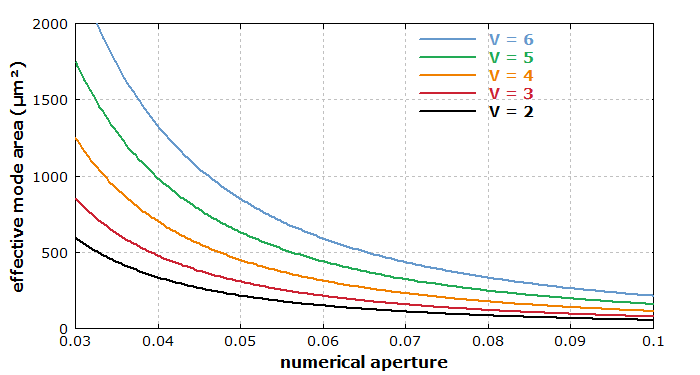 2000
1500
1000
500
0
effective mode area (µm²)
V = 6
V = 5
V = 4
V = 3
V = 2
0.03 0.04 0.05 0.06 0.07 0.08 0.09 0.1
numerical aperture